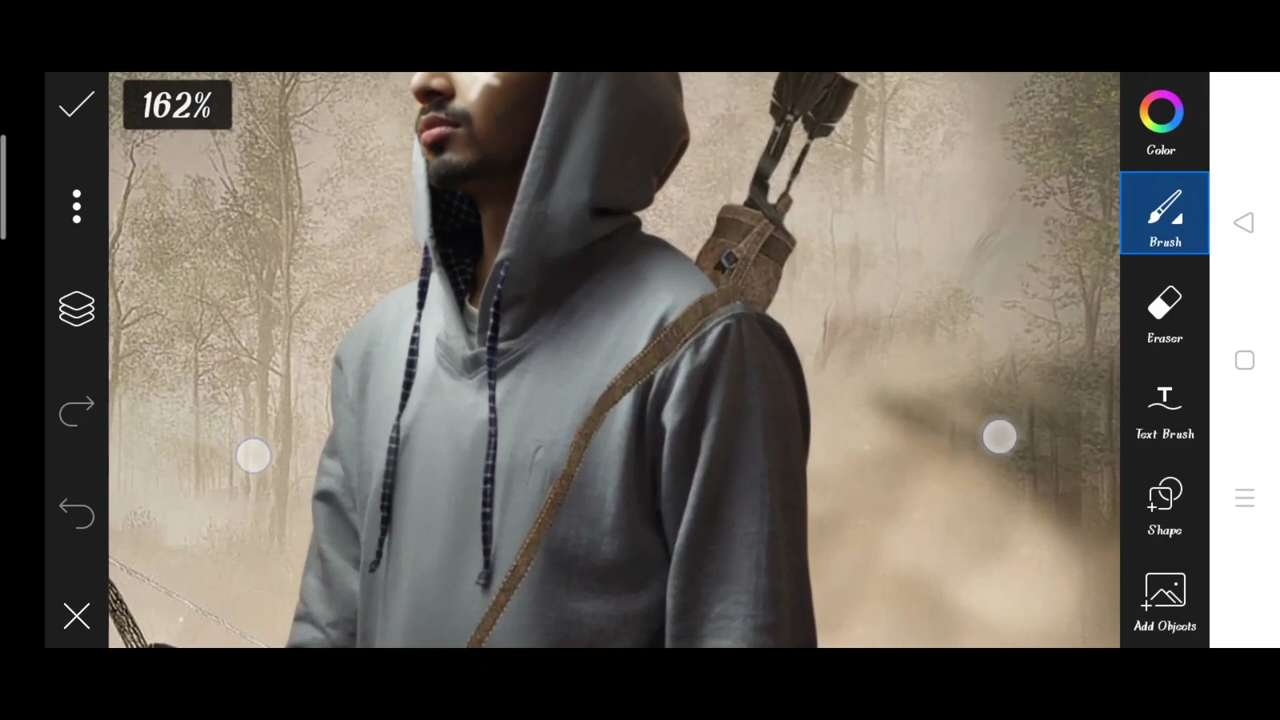 162%
Color
Brush
Eraser
T
Text Brush
Shape
Add Objects